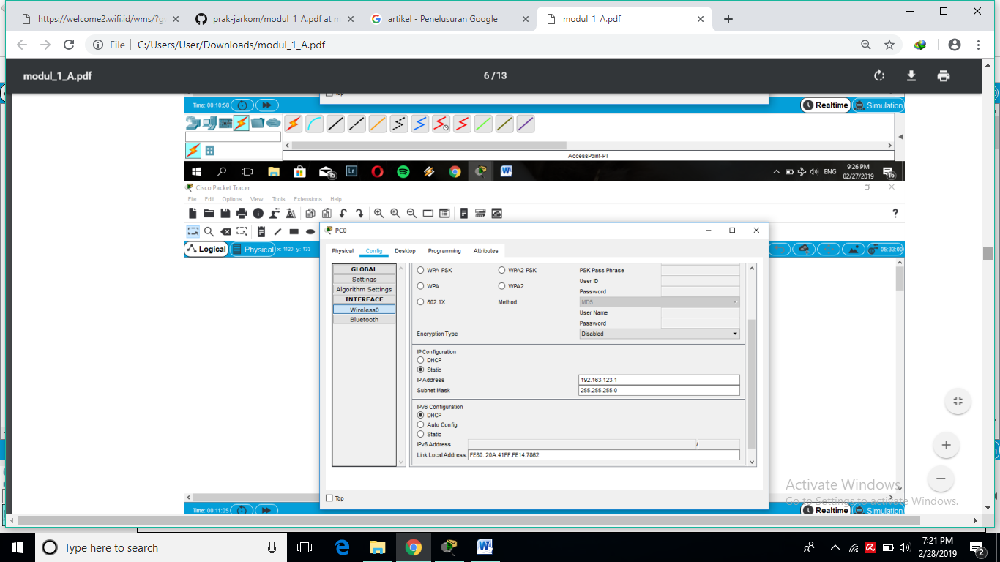 https://welcome2.wifi.id/wms/?g
prak-jarkom/modul_1_A.pdf at m
artikel - Penelusuran Google
modul_1_A.pdf
File C:/Users/User/Downloads/modul_1_A.pdf
modul_1_A.pdf 6 / 13
Time: 00:10:58 Realtime Simulation
AccessPoint-PT
15 Lr W ENG 9:26 PM 02/27/2019 16
Cisco Packet Tracer
File Edit Options View Tools Extensions Help
?
PC0
Logical Physical x: 1120, y: 133 05:33:00
Physical Config Desktop Programming Attributes
GLOBAL
Settings
Algorithm Settings
INTERFACE
Wireless0
Bluetooth
WPA-PSK WPA2-PSK PSK Pass Phrase
User ID
WPA WPA2
Password
802.1X Method: MD5
User Name
Password
Encryption Type Disabled
IP Configuration
DHCP
Static
IP Address 192.163.123.1
Subnet Mask 255.255.255.0
IPv6 Configuration
DHCP
Auto Config
Static
IPv6 Address /
Link Local Address: FE80::20A:41FF:FE14:7862
Top
Activate Windows
Go to Settings to activate Windows.
Time: 00:11:05 Realtime Simulation
Type here to search
7:21 PM
2/28/2019
2